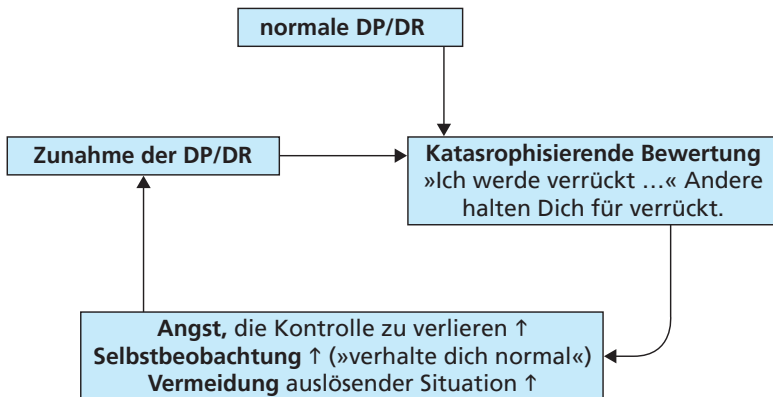 normale DP/DR
Zunahme der DP/DR
Katasrophisierende Bewertung
»Ich werde verrückt ...« Andere
halten Dich für verrückt.
Angst, die Kontrolle zu verlieren ↑
Selbstbeobachtung ↑ (»verhalte dich normal«)
Vermeidung auslösender Situation ↑